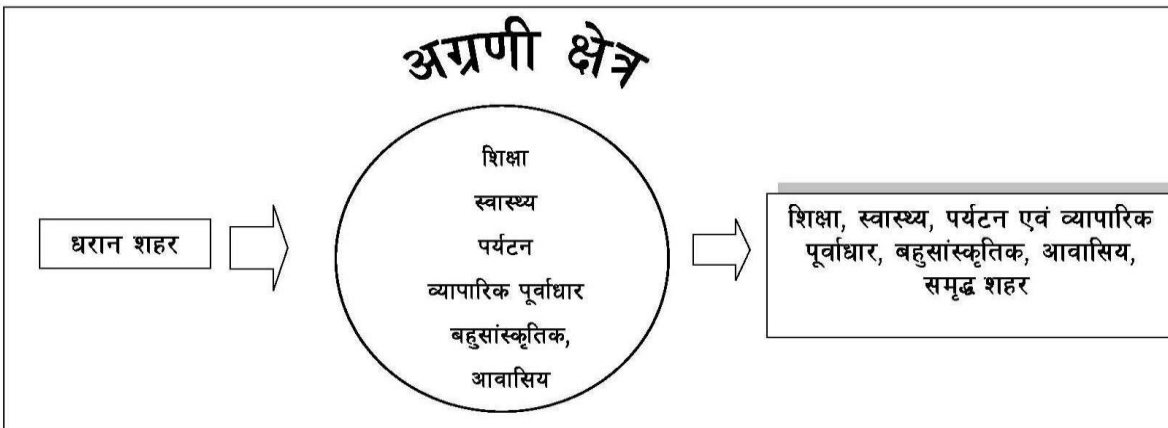 अग्रणी क्षेत्र
धरान शहर
शिक्षा
स्वास्थ्य
पर्यटन
व्यापारिक पूर्वाधार
बहुसांस्कृतिक,
आवासिय
शिक्षा, स्वास्थ्य, पर्यटन एवं व्यापारिक
पूर्वाधार, बहुसांस्कृतिक, आवासिय,
समृद्ध शहर